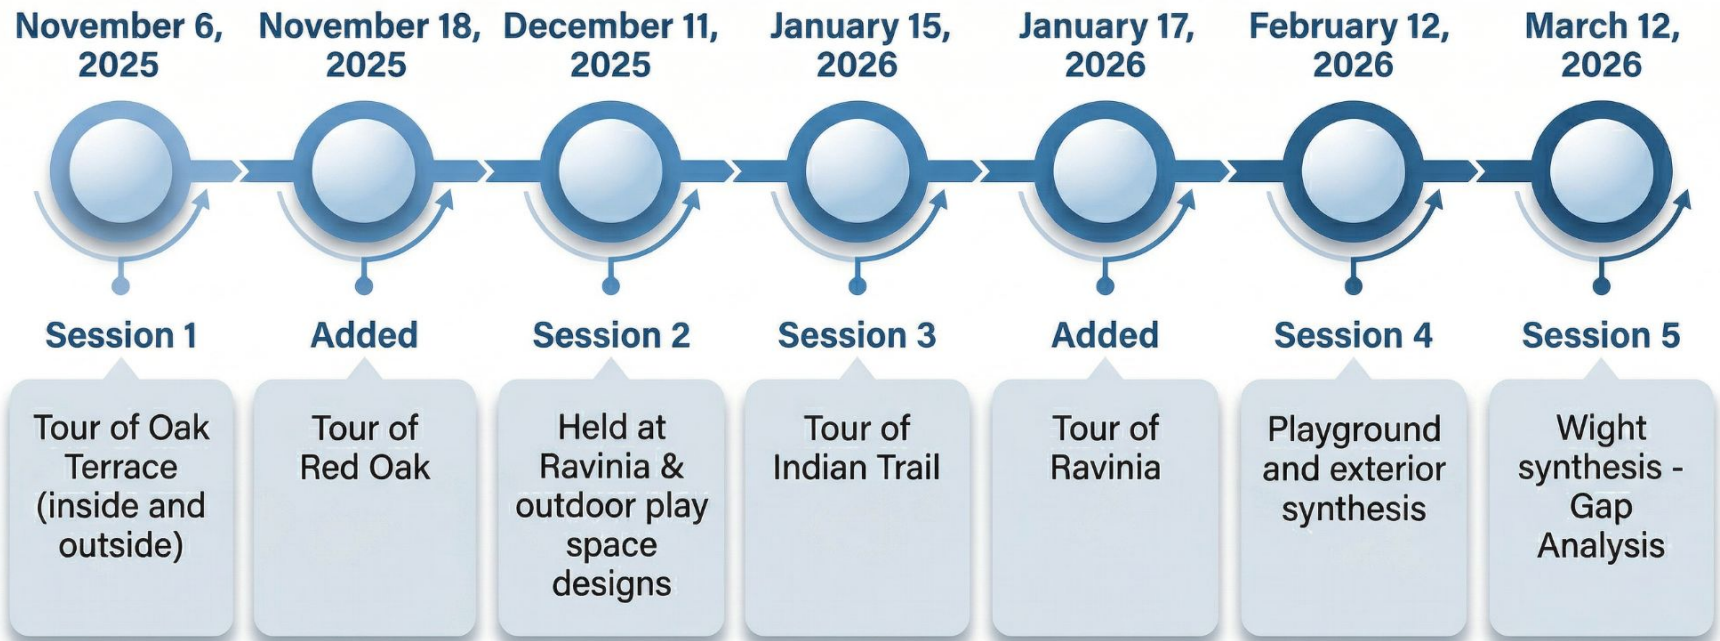 November 6,
2025
November 18,
2025
December 11,
2025
January 15,
2026
January 17,
2026
February 12,
2026
March 12,
2026
Session 1
Added
Session 2
Session 3
Added
Session 4
Session 5
Tour of Oak
Terrace
(inside and
outside)
Tour of
Red Oak
Held at
Ravinia &
outdoor play
space
designs
Tour of
Indian Trail
Tour of
Ravinia
Playground
and exterior
synthesis
Wight
synthesis -
Gap
Analysis